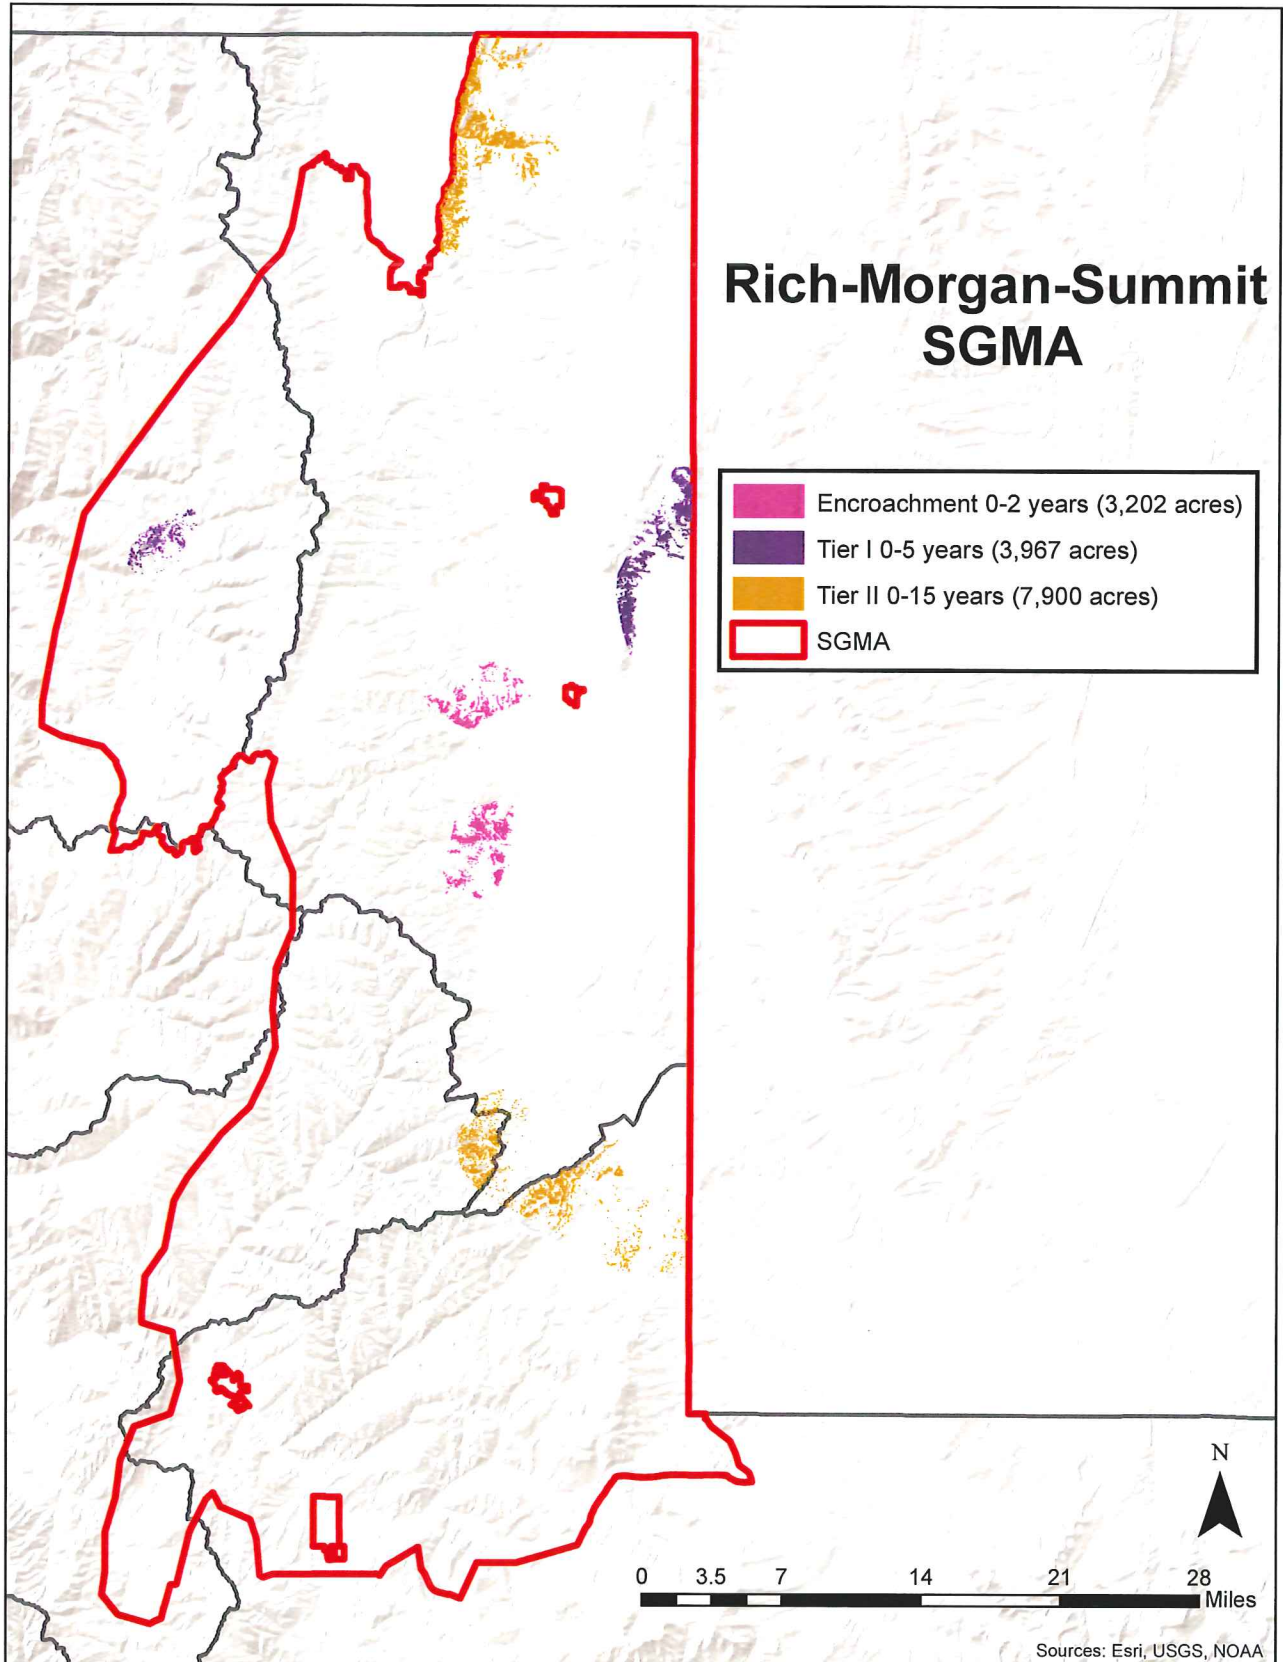 Rich-Morgan-Summit
SGMA
Encroachment 0-2 years (3,202 acres)
Tier I 0-5 years (3,967 acres)
Tier II 0-15 years (7,900 acres)
SGMA
N
0 3.5 7 14 21 28
Miles
Sources: Esri, USGS, NOAA